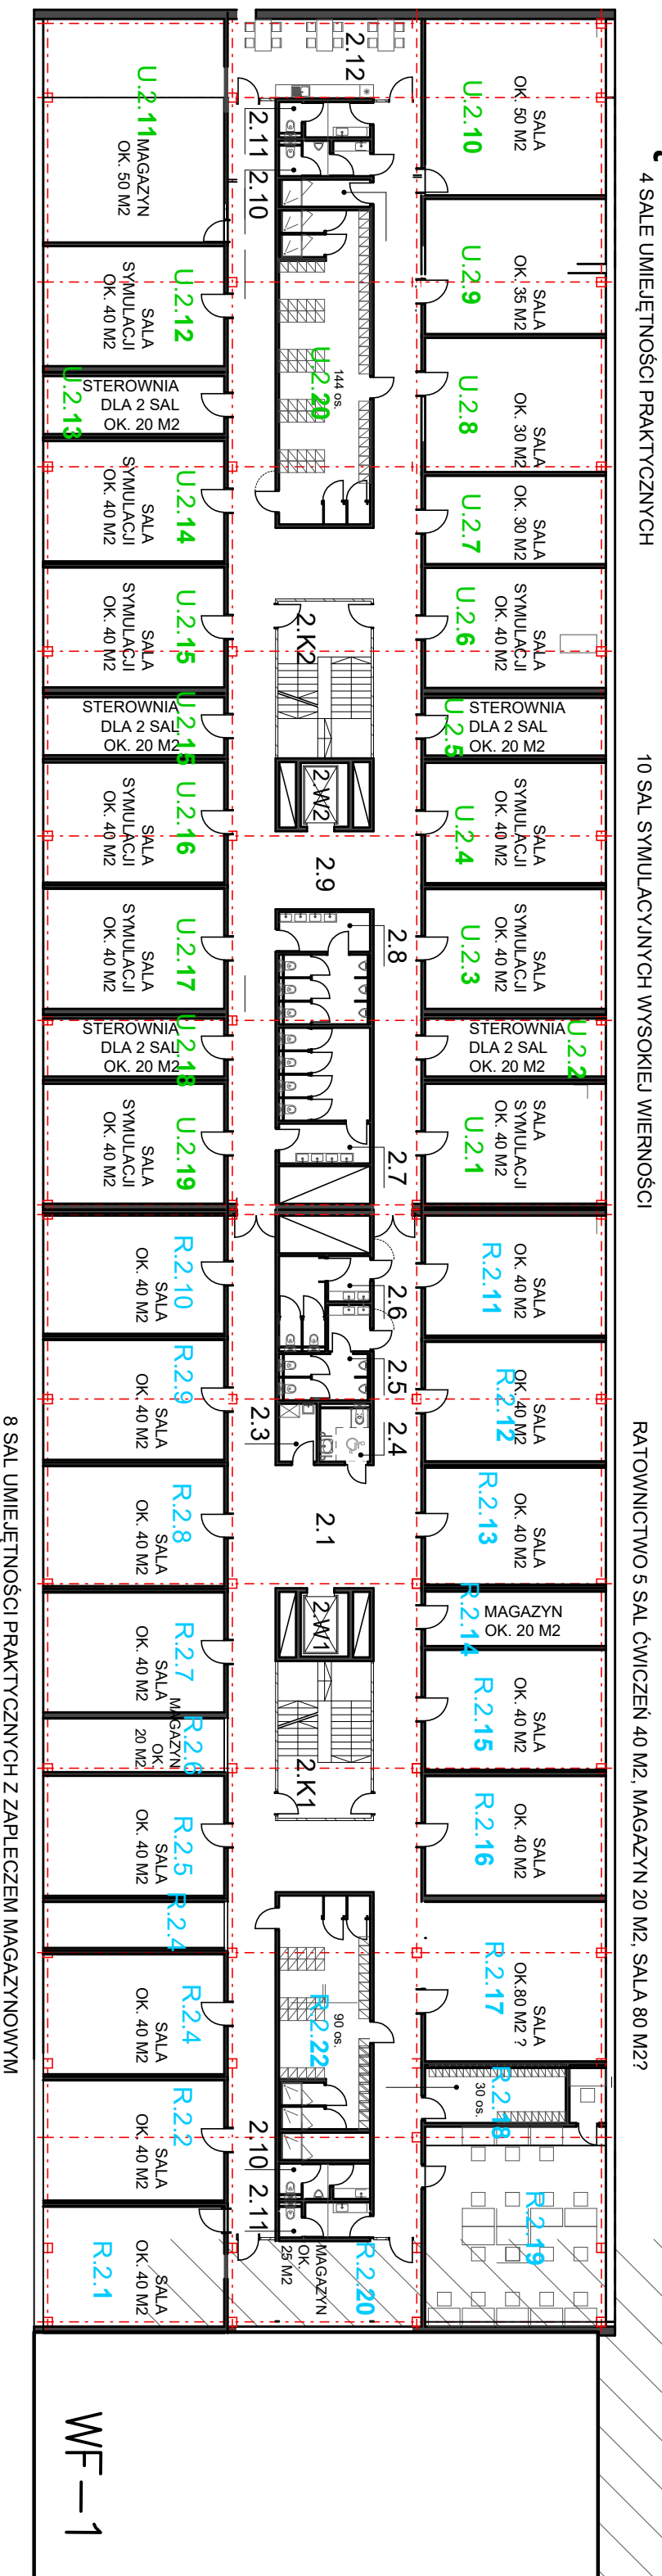 4 SALE UMIEJĘTNOŚCI PRAKTYCZNYCH
10 SAL SYMULACYJNYCH WYSOKIEJ WIERNOŚCI
RATOWNICTWO 5 SAL ĆWICZEŃ 40 M2, MAGAZYN 20 M2, SALA 80 M2?
SALA
OK. 50 M2
U.2.10
SALA
OK. 35 M2
U.2.9
SALA
OK. 30 M2
U.2.8
SALA
OK. 30 M2
U.2.7
SALA
SYMULACJI
OK. 40 M2
U.2.6
STEROWNIA
DLA 2 SAL
OK. 20 M2
U.2.5
SALA
SYMULACJI
OK. 40 M2
U.2.4
SALA
SYMULACJI
OK. 40 M2
U.2.3
STEROWNIA
DLA 2 SAL
OK. 20 M2
U.2.2
SALA
SYMULACJI
OK. 40 M2
U.2.1
SALA
OK. 40 M2
R.2.11
SALA
OK. 40 M2
R.2.12
SALA
OK. 40 M2
R.2.13
MAGAZYN
OK. 20 M2
R.2.14
SALA
OK. 40 M2
R.2.15
SALA
OK. 40 M2
R.2.16
SALA
OK.80 M2 ?
R.2.17
R.2.18
30 os.
R.2.19
2.12
2.11
2.10
144 os.
U.2.20
2.K2
2.W2
2.9
2.8
2.7
2.6
2.5
2.4
2.3
2.1
2.W1
2.K1
90 os.
R.2.22
2.10
2.11
R.2.20
MAGAZYN
OK.
25 M2
U.2.11
MAGAZYN
OK. 50 M2
U.2.12
SALA
SYMULACJI
OK. 40 M2
U.2.13
STEROWNIA
DLA 2 SAL
OK. 20 M2
U.2.14
SALA
SYMULACJI
OK. 40 M2
U.2.15
SALA
SYMULACJI
OK. 40 M2
U.2.15
STEROWNIA
DLA 2 SAL
OK. 20 M2
U.2.16
SALA
SYMULACJI
OK. 40 M2
U.2.17
SALA
SYMULACJI
OK. 40 M2
U.2.18
STEROWNIA
DLA 2 SAL
OK. 20 M2
U.2.19
SALA
SYMULACJI
OK. 40 M2
R.2.10
SALA
OK. 40 M2
R.2.9
SALA
OK. 40 M2
R.2.8
SALA
OK. 40 M2
R.2.7
SALA
OK. 40 M2
R.2.6
MAGAZYN
OK.
20 M2
R.2.5
SALA
OK. 40 M2
R.2.4
R.2.4
SALA
OK. 40 M2
R.2.2
SALA
OK. 40 M2
R.2.1
SALA
OK. 40 M2
8 SAL UMIEJĘTNOŚCI PRAKTYCZNYCH Z ZAPLECZEM MAGAZYNOWYM
WF-1